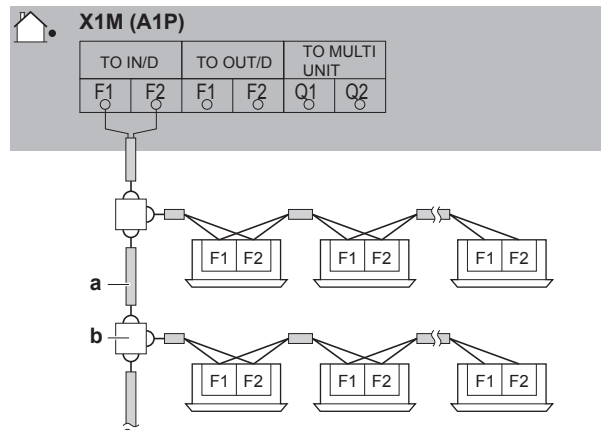 X1M (A1P)
TO IN/D TO OUT/D TO MULTI UNIT
F1 F2 F1 F2 Q1 Q2
F1 F2 F1 F2 F1 F2
a
b
F1 F2 F1 F2 F1 F2